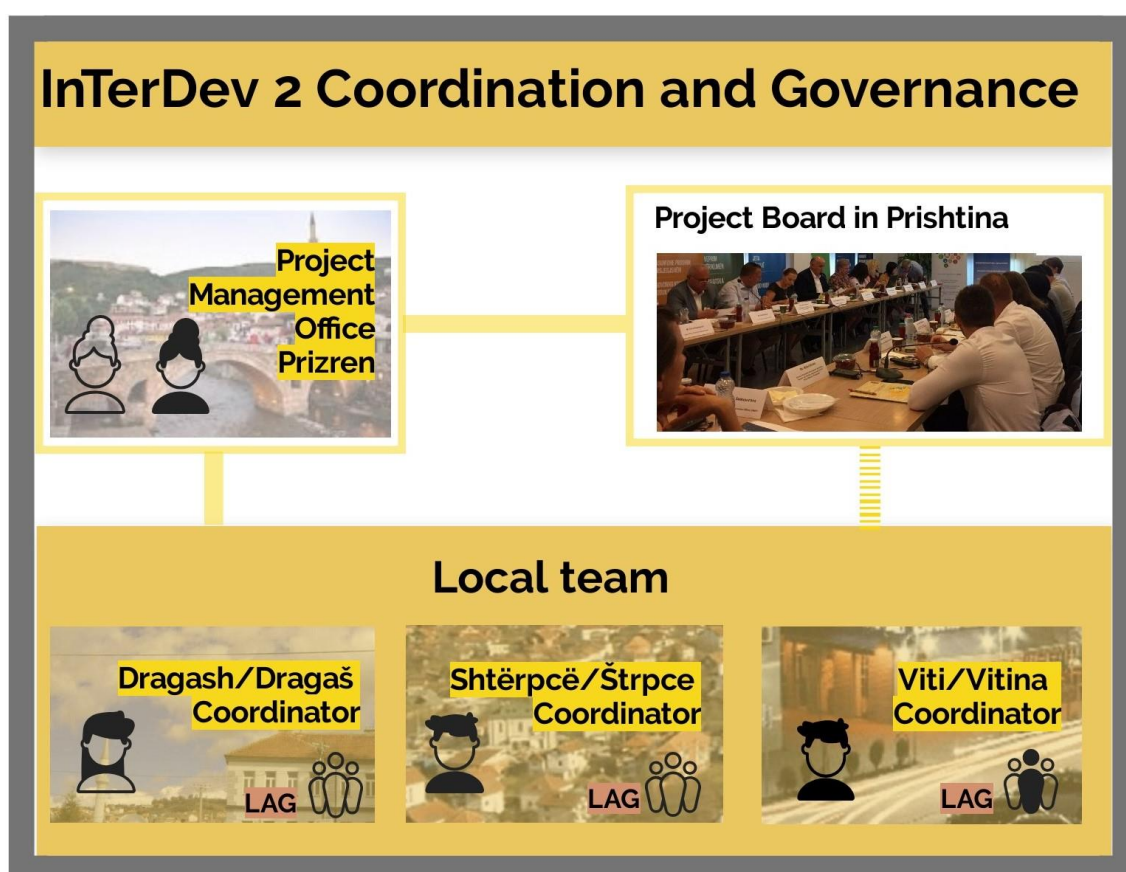 InTerDev 2 Coordination and Governance
Project
Management
Office
Prizren
Project Board in Prishtina
Local team
Dragash/Dragaš
Coordinator
LAG
Shtërpcë/Štrpce
Coordinator
LAG
Viti/Vitina
Coordinator
LAG